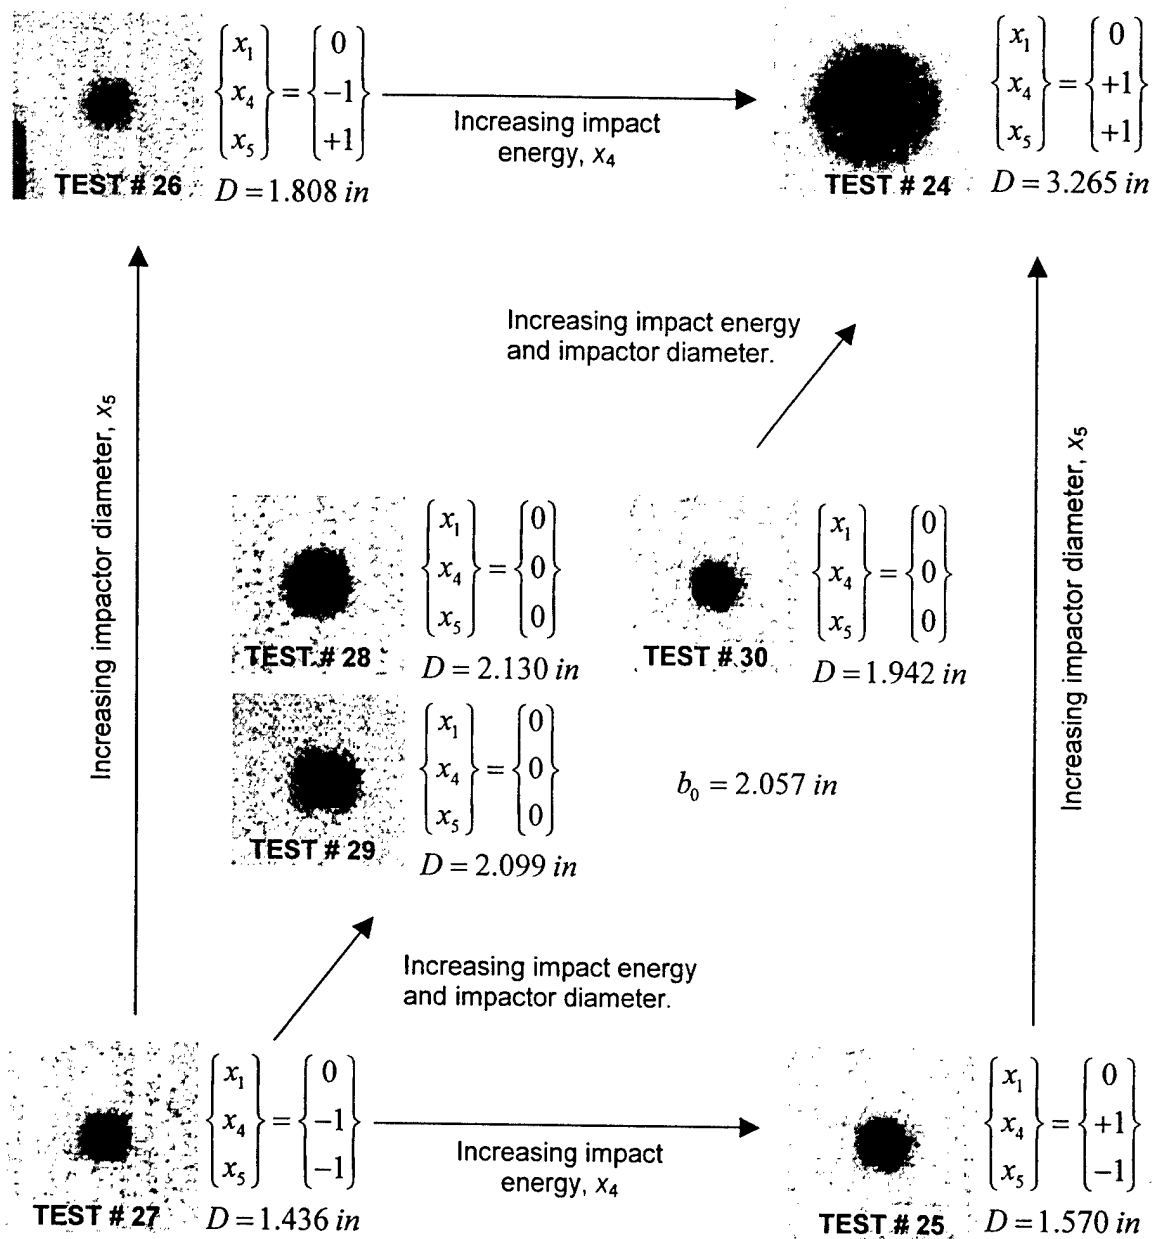 {x₁ x₄ x₅} = {0 −1 +1}
TEST # 26
D = 1.808 in
Increasing impact
energy, x₄
{x₁ x₄ x₅} = {0 +1 +1}
TEST # 24
D = 3.265 in
Increasing impactor diameter, x₅
Increasing impact energy
and impactor diameter.
Increasing impactor diameter, x₅
{x₁ x₄ x₅} = {0 0 0}
TEST # 28
D = 2.130 in
{x₁ x₄ x₅} = {0 0 0}
TEST # 30
D = 1.942 in
{x₁ x₄ x₅} = {0 0 0}
TEST # 29
D = 2.099 in
b₀ = 2.057 in
Increasing impact energy
and impactor diameter.
{x₁ x₄ x₅} = {0 −1 −1}
TEST # 27
D = 1.436 in
Increasing impact
energy, x₄
{x₁ x₄ x₅} = {0 +1 −1}
TEST # 25
D = 1.570 in